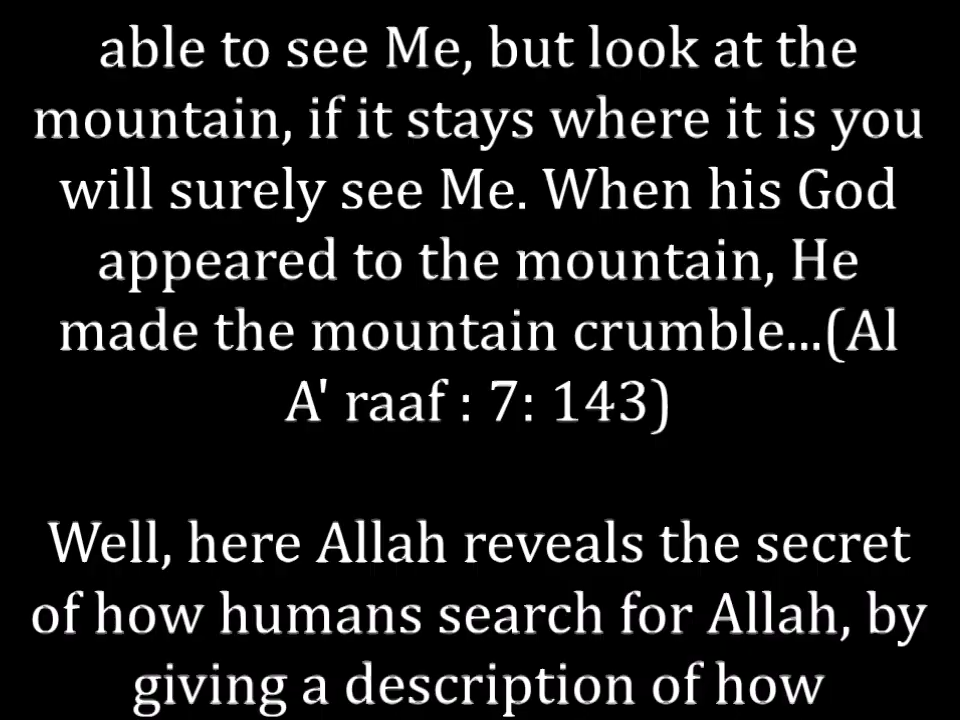 able to see Me, but look at the
mountain, if it stays where it is you
will surely see Me. When his God
appeared to the mountain, He
made the mountain crumble...(Al
A' raaf : 7: 143)
Well, here Allah reveals the secret
of how humans search for Allah, by
giving a description of how